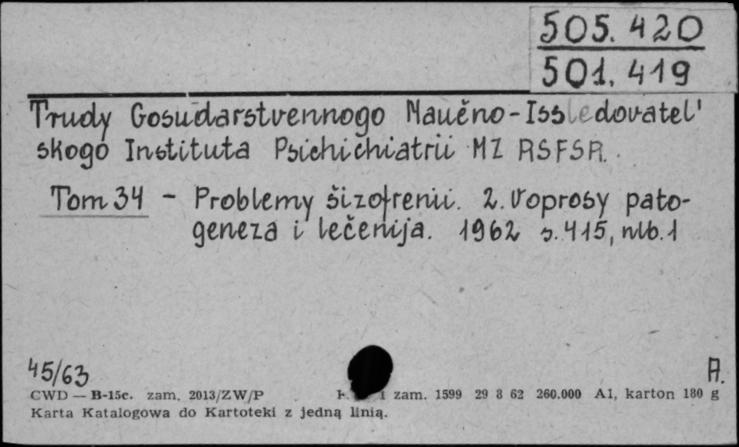 505.420
501.419
Trudy Gosudarstvennogo Naučno-Issledovatel'
skogo Instituta Psichichiatrii MZ RSFSR.
Tom 34 - Problemy šizofrenii. 2. Voprosy pato-
geneza i lečenija. 1962 s.415, nlb.1
45/63
A.
CWD — B-15c. zam. 2013/ZW/P zam. 1599 29 8 62 260.000 A1, karton 180 g
Karta Katalogowa do Kartoteki z jedną linią.